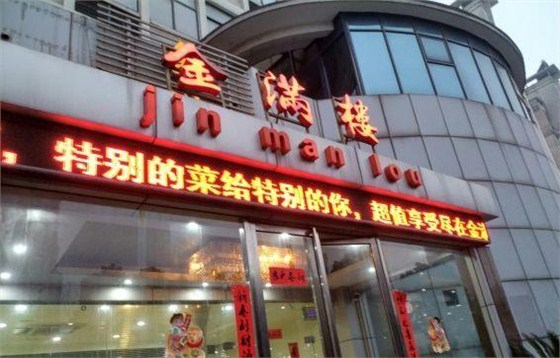 金满楼
jin man lou
，特别的菜给特别的你，超值享受尽在金满